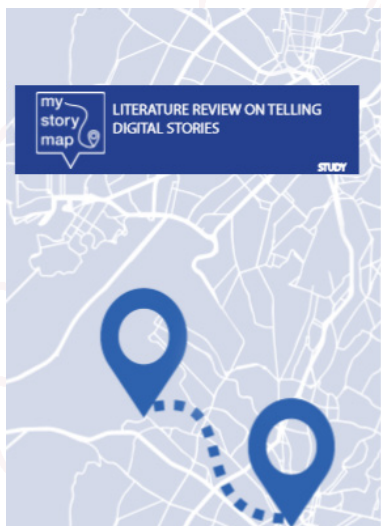 my
story
map
LITERATURE REVIEW ON TELLING
DIGITAL STORIES
STUDY